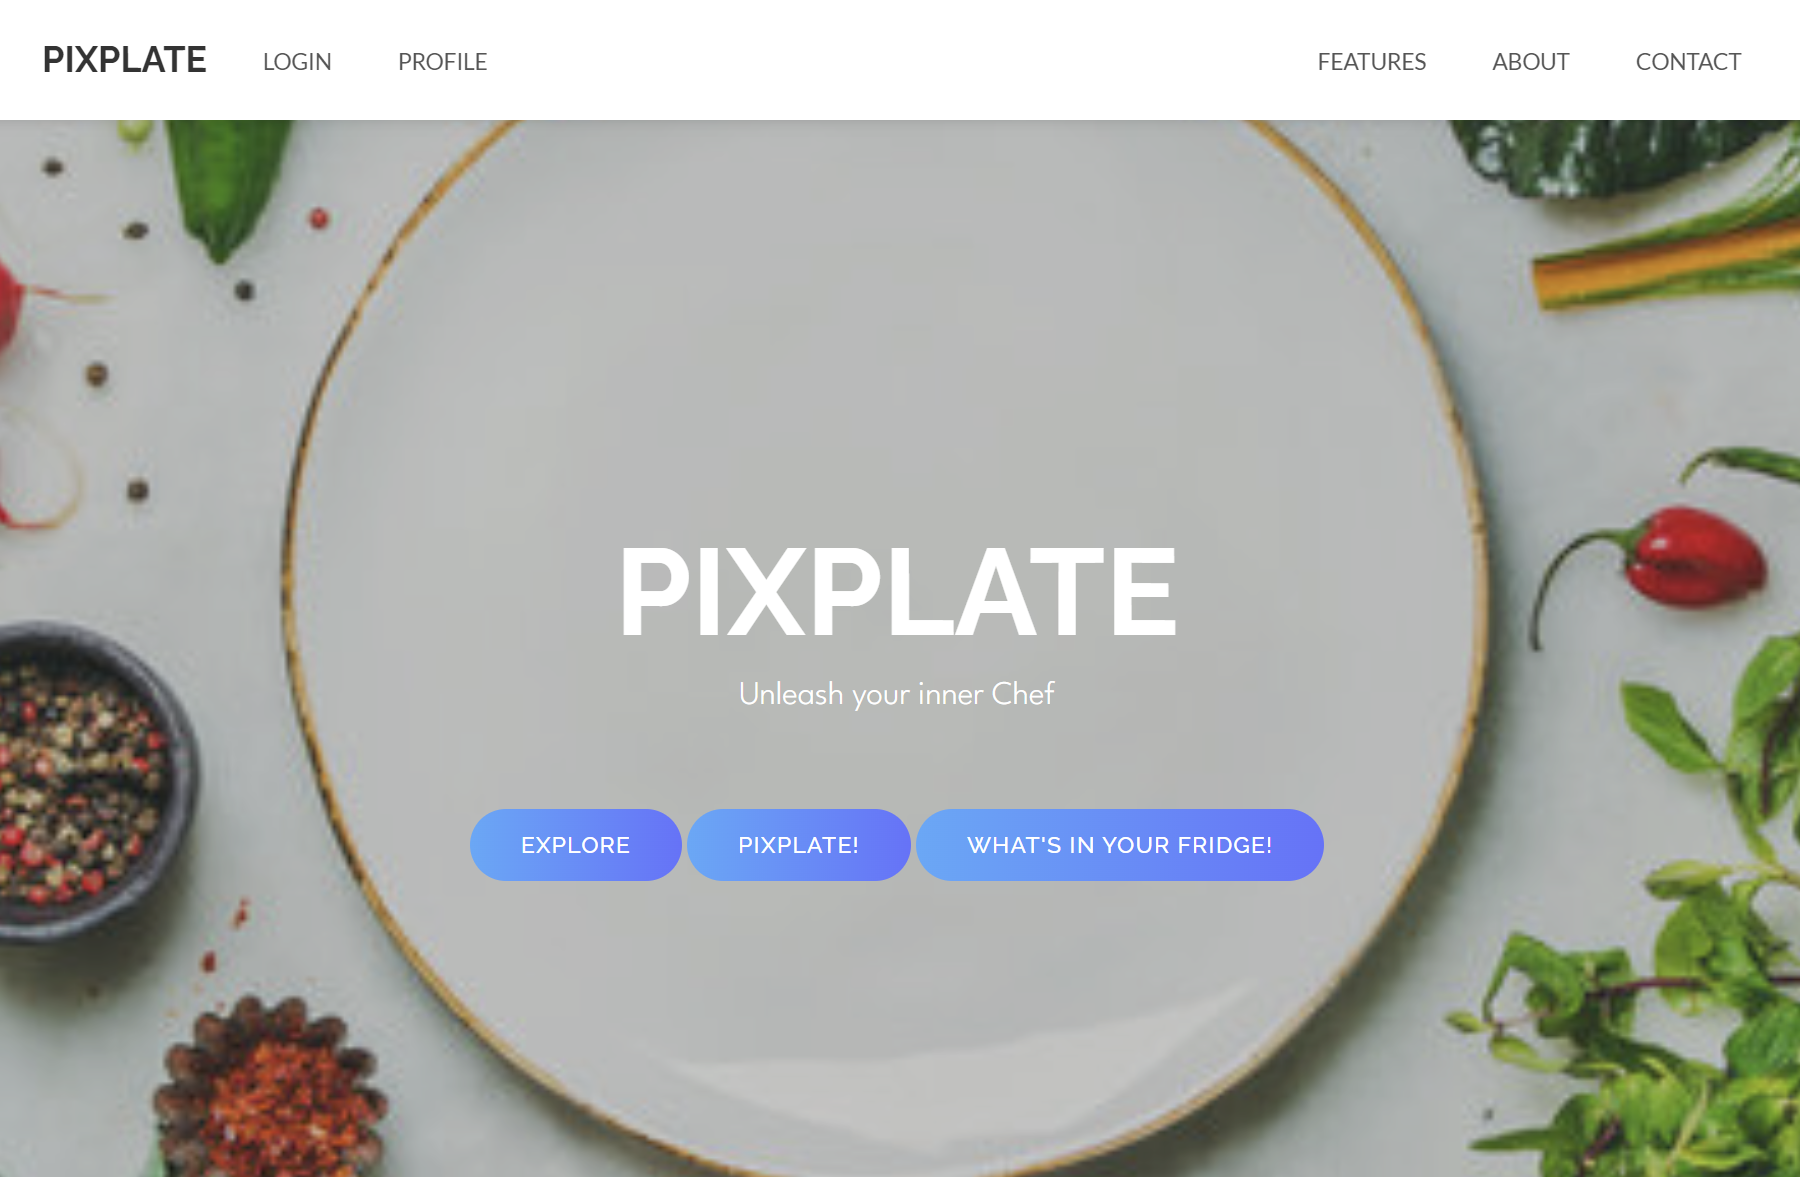 PIXPLATE LOGIN PROFILE FEATURES ABOUT CONTACT
PIXPLATE
Unleash your inner Chef
EXPLORE PIXPLATE! WHAT'S IN YOUR FRIDGE!